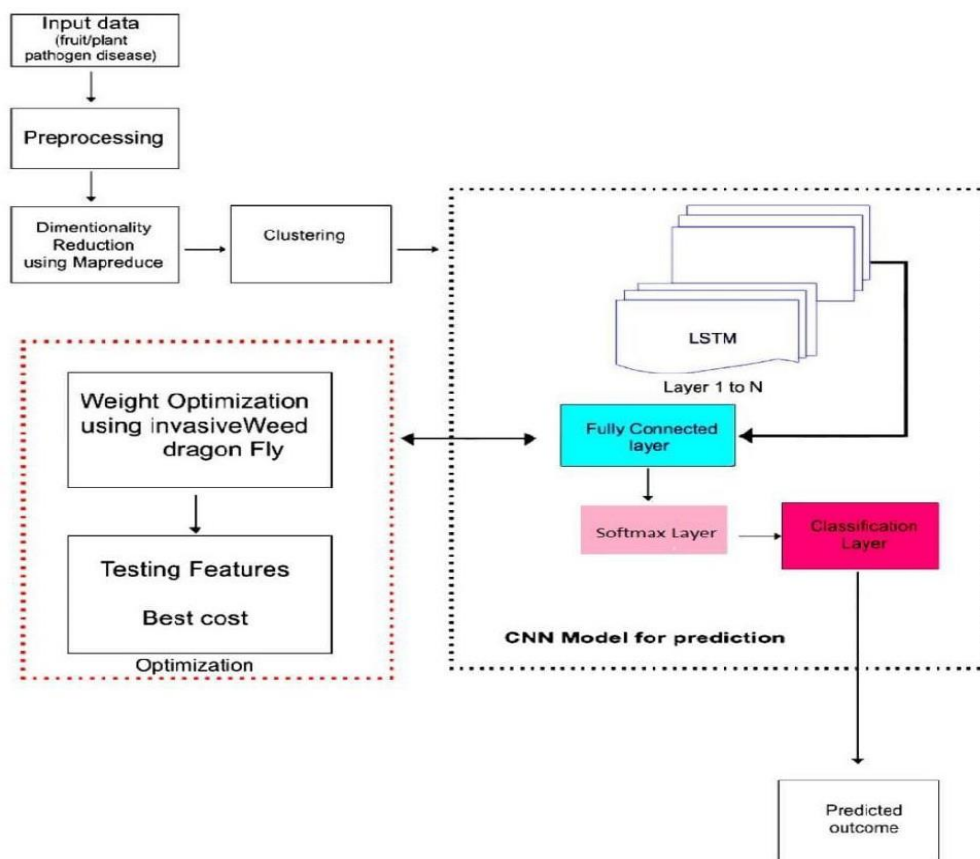 Input data
(fruit/plant
pathogen disease)
Preprocessing
Dimentionality
Reduction
using Mapreduce
Clustering
LSTM
Layer 1 to N
Fully Connected
layer
Softmax Layer
Classification
Layer
CNN Model for prediction
Weight Optimization
using invasiveWeed
dragon Fly
Testing Features
Best cost
Optimization
Predicted
outcome